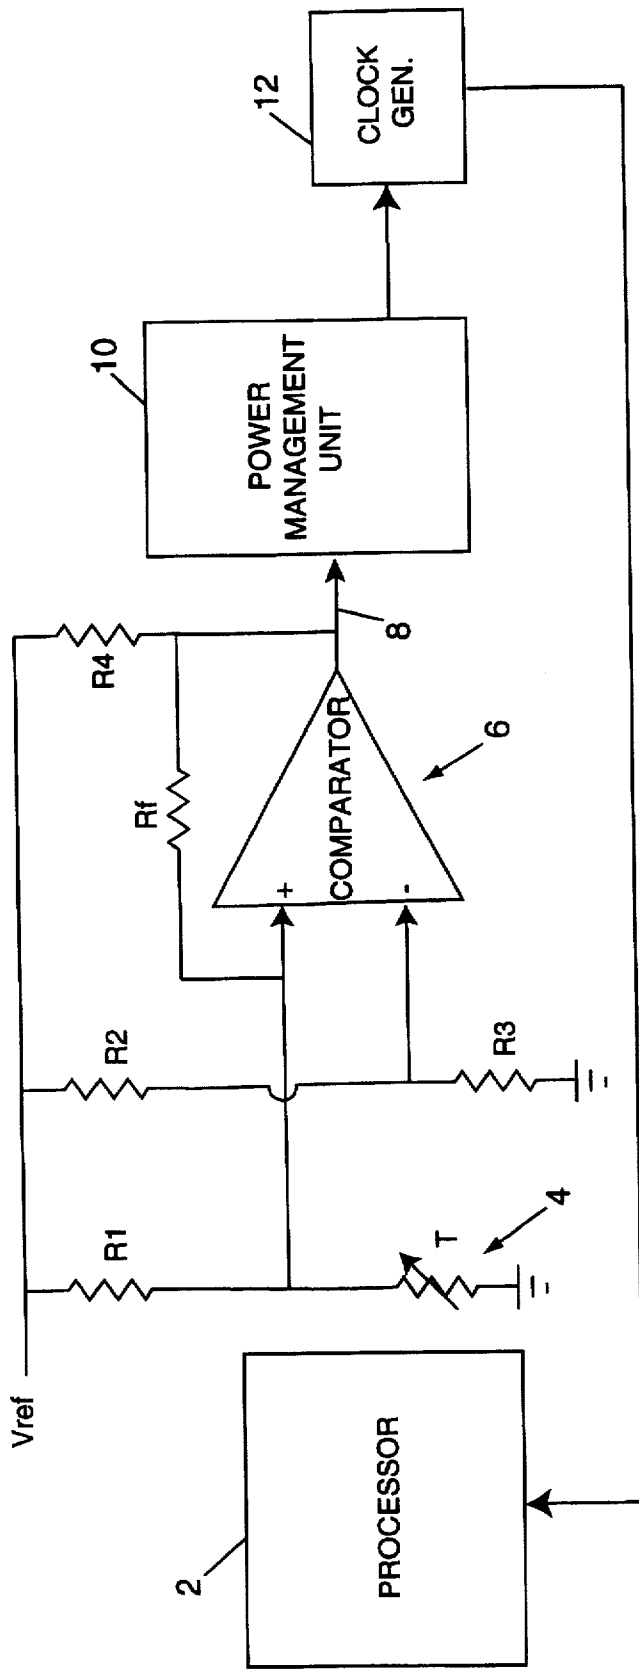 Vref
R1
R2
R4
Rf
R3
T
4
2
PROCESSOR
+
-
COMPARATOR
6
8
10
POWER
MANAGEMENT
UNIT
12
CLOCK
GEN.